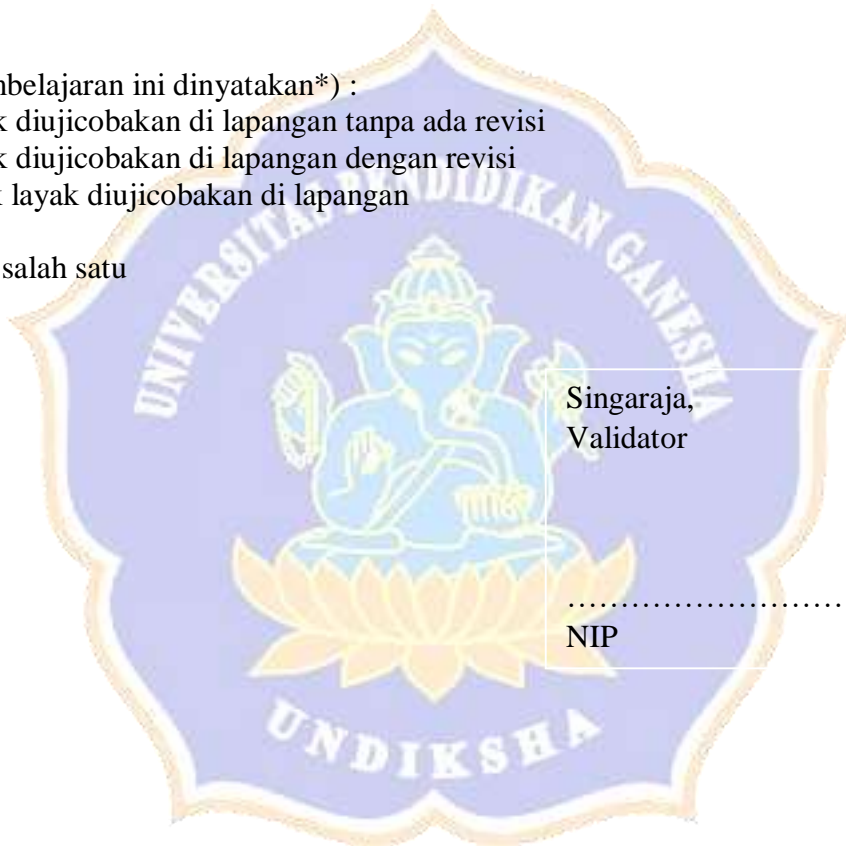 mbelajaran ini dinyatakan*) :
k diujicobakan di lapangan tanpa ada revisi
k diujicobakan di lapangan dengan revisi
k layak diujicobakan di lapangan
salah satu
UNIVERSITAS PENDIDIKAN GANESHA
Singaraja,
Validator
………………………
NIP
UNDIKSHA